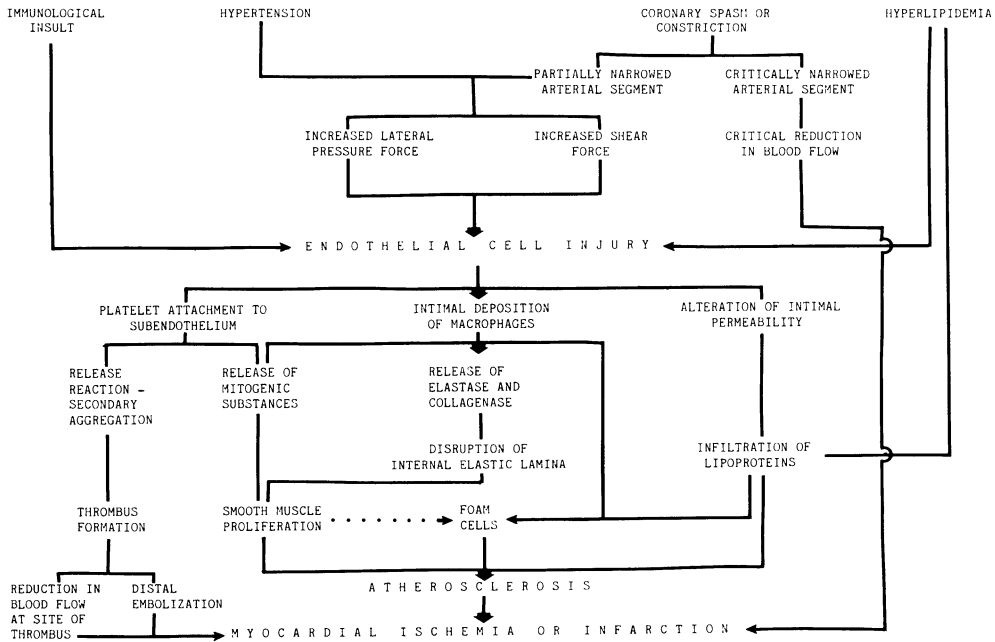 IMMUNOLOGICAL
INSULT
HYPERTENSION
CORONARY SPASM OR
CONSTRICTION
HYPERLIPIDEMIA
PARTIALLY NARROWED
ARTERIAL SEGMENT
CRITICALLY NARROWED
ARTERIAL SEGMENT
INCREASED LATERAL
PRESSURE FORCE
INCREASED SHEAR
FORCE
CRITICAL REDUCTION
IN BLOOD FLOW
ENDOTHELIAL CELL INJURY
PLATELET ATTACHMENT TO
SUBENDOTHELIUM
INTIMAL DEPOSITION
OF MACROPHAGES
ALTERATION OF INTIMAL
PERMEABILITY
RELEASE
REACTION -
SECONDARY
AGGREGATION
RELEASE OF
MITOGENIC
SUBSTANCES
RELEASE OF
ELASTASE AND
COLLAGENASE
DISRUPTION OF
INTERNAL ELASTIC LAMINA
INFILTRATION OF
LIPOPROTEINS
THROMBUS
FORMATION
SMOOTH MUSCLE
PROLIFERATION
FOAM
CELLS
REDUCTION IN
BLOOD FLOW
AT SITE OF
THROMBUS
DISTAL
EMBOLIZATION
ATHEROSCLEROSIS
MYOCARDIAL ISCHEMIA OR INFARCTION